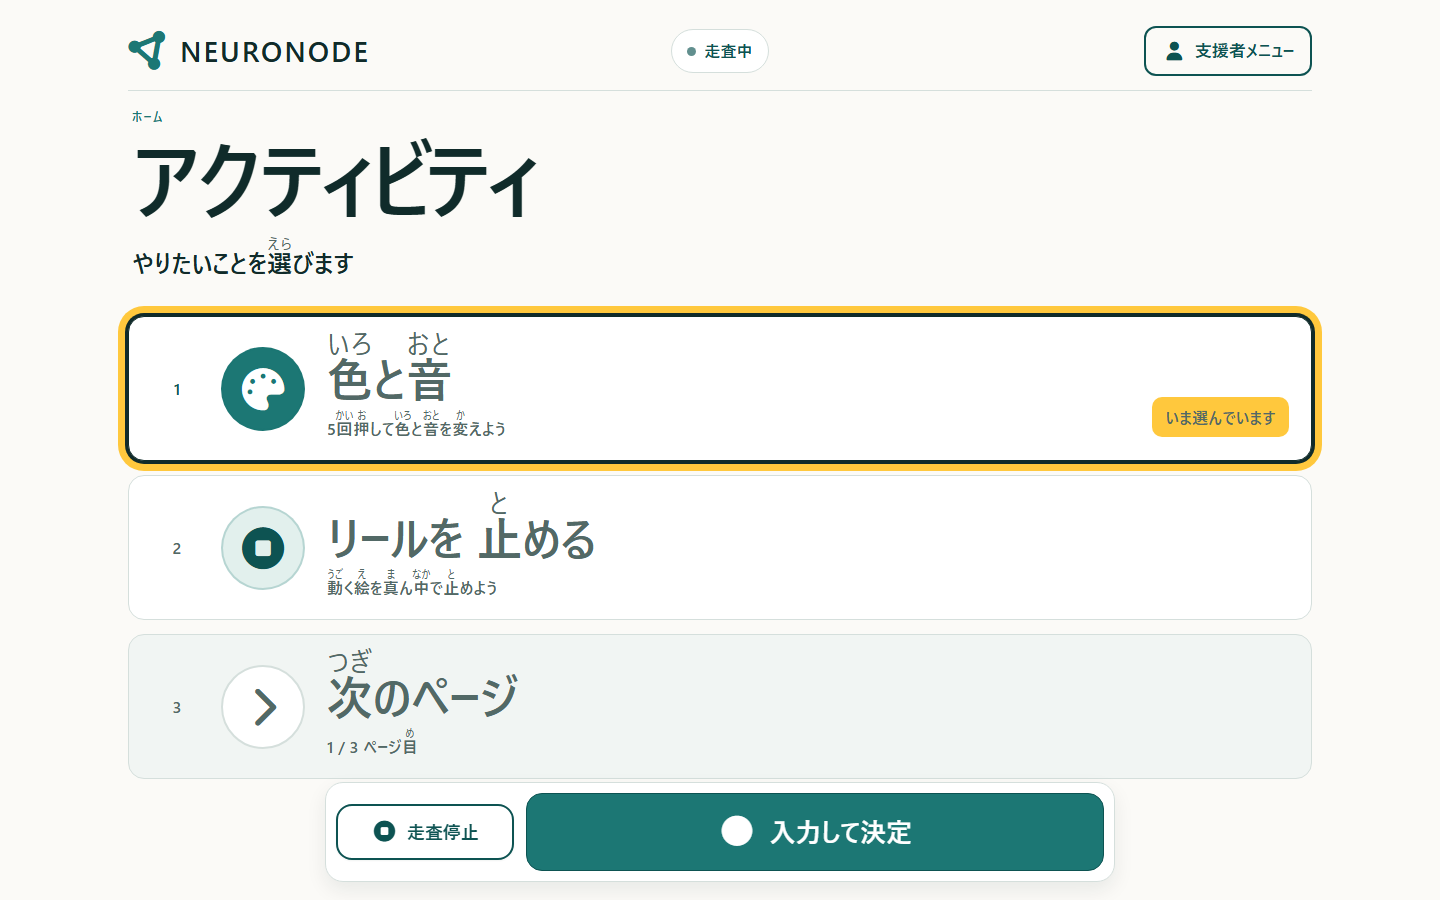 NEURONODE
走査中
支援者メニュー
ホーム
アクティビティ
えら
やりたいことを選びます
1
いろ おと
色と音
かい お いろ おと か
5回押して色と音を変えよう
いま選んでいます
2
と
リールを 止める
うご え ま なか と
動く絵を真ん中で止めよう
3
つぎ
次のページ
め
1 / 3 ページ目
走査停止
入力して決定